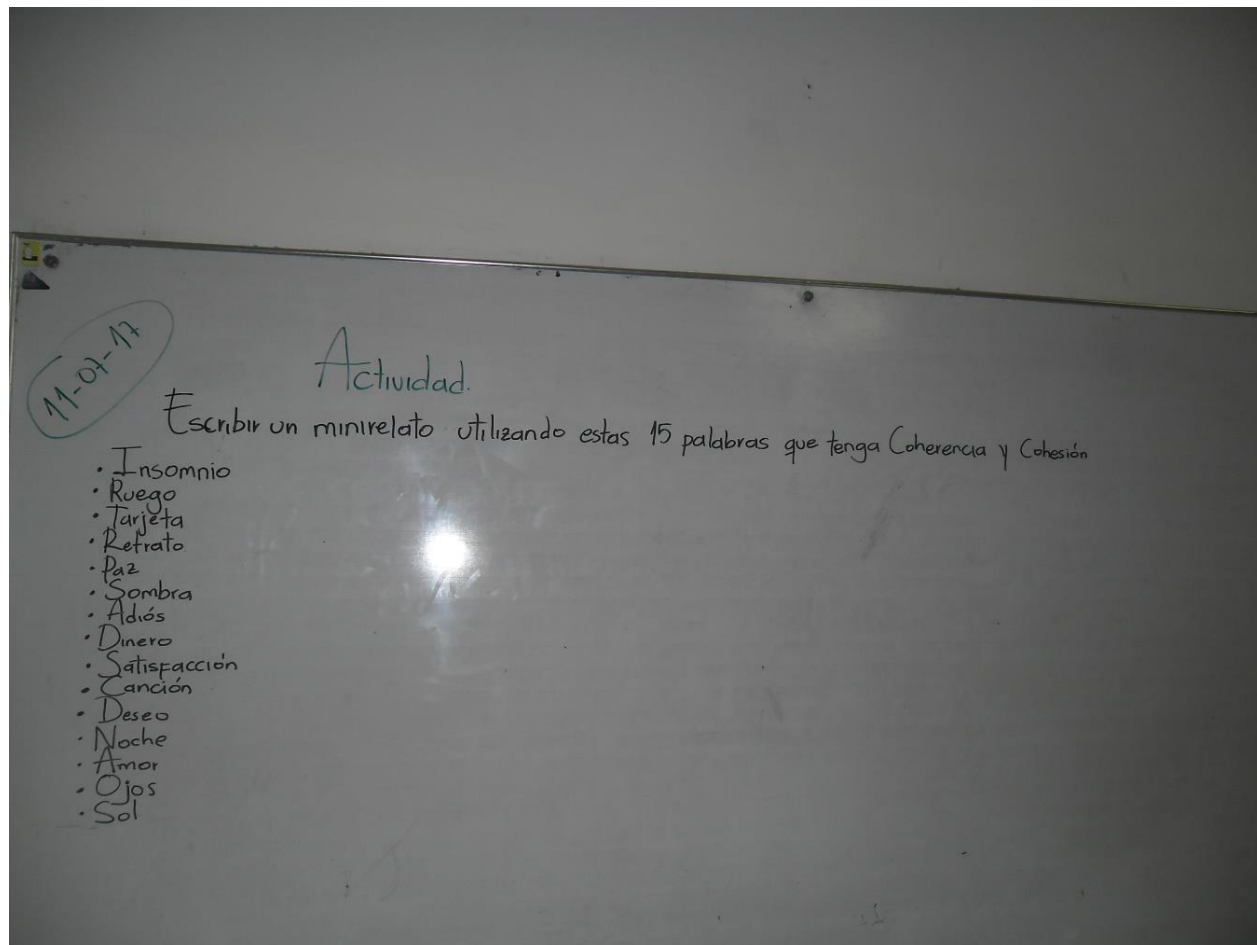 11-07-17
Actividad.
Escribir un minirelato utilizando estas 15 palabras que tenga Coherencia y Cohesión
· Insomnio
· Ruego
· Tarjeta
· Retrato
· Paz
· Sombra
· Adiós
· Dinero
· Satisfacción
· Canción
· Deseo
· Noche
· Amor
· Ojos
· Sol